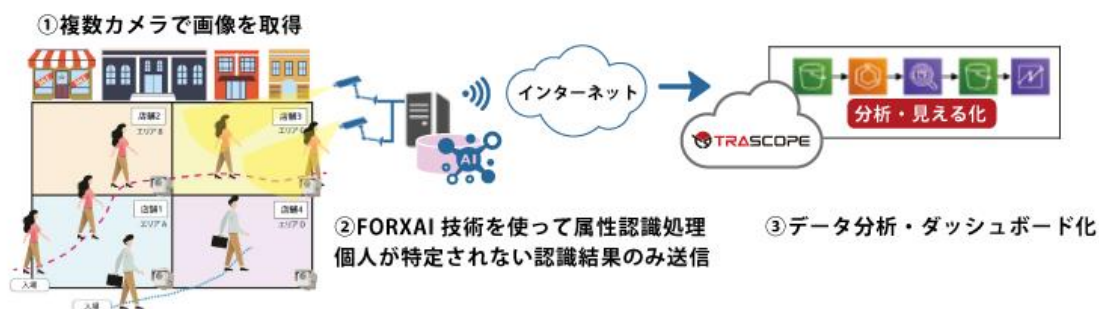 ①複数カメラで画像を取得
店舗2
エリア B
店舗3
エリア C
店舗1
エリア A
店舗4
エリア D
入場
入場
AI
インターネット
TRASCOPE
分析・見える化
②FORXAI 技術を使って属性認識処理
個人が特定されない認識結果のみ送信
③データ分析・ダッシュボード化